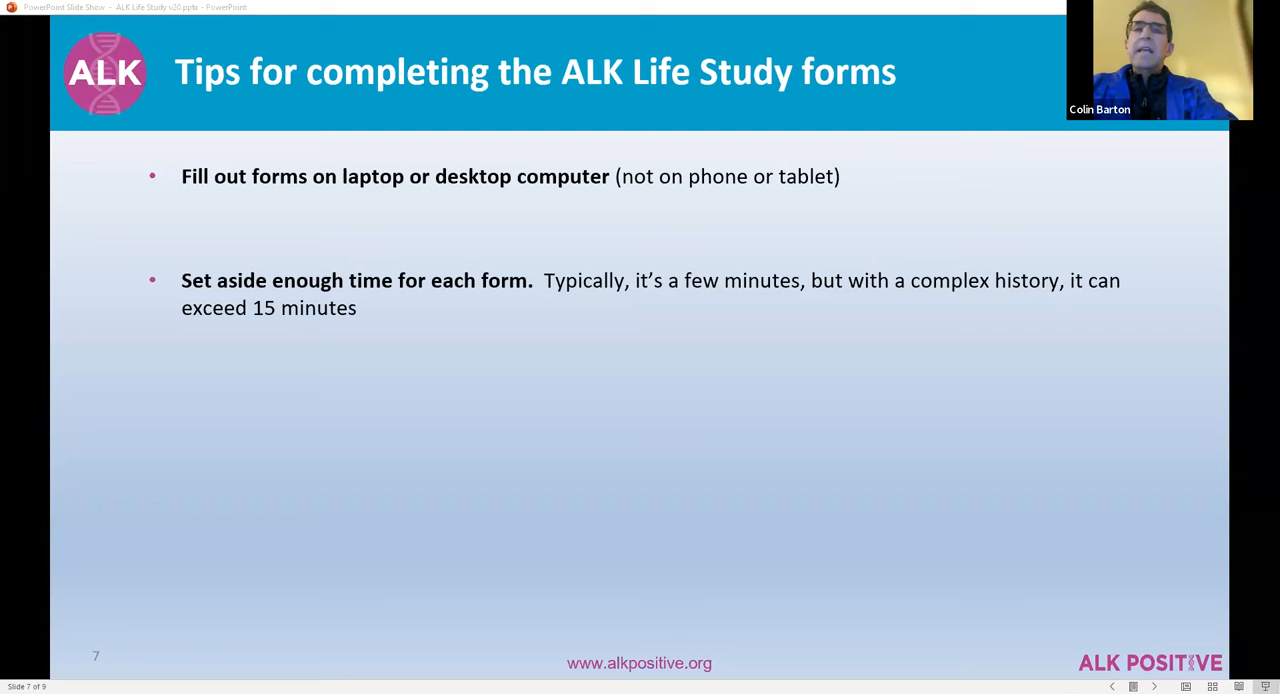 PowerPoint Slide Show - ALK Life Study v20.pptx - PowerPoint
ALK
Tips for completing the ALK Life Study forms
Colin Barton
• Fill out forms on laptop or desktop computer (not on phone or tablet)
• Set aside enough time for each form. Typically, it’s a few minutes, but with a complex history, it can
exceed 15 minutes
7
www.alkpositive.org
ALK POSITIVE
Slide 7 of 9